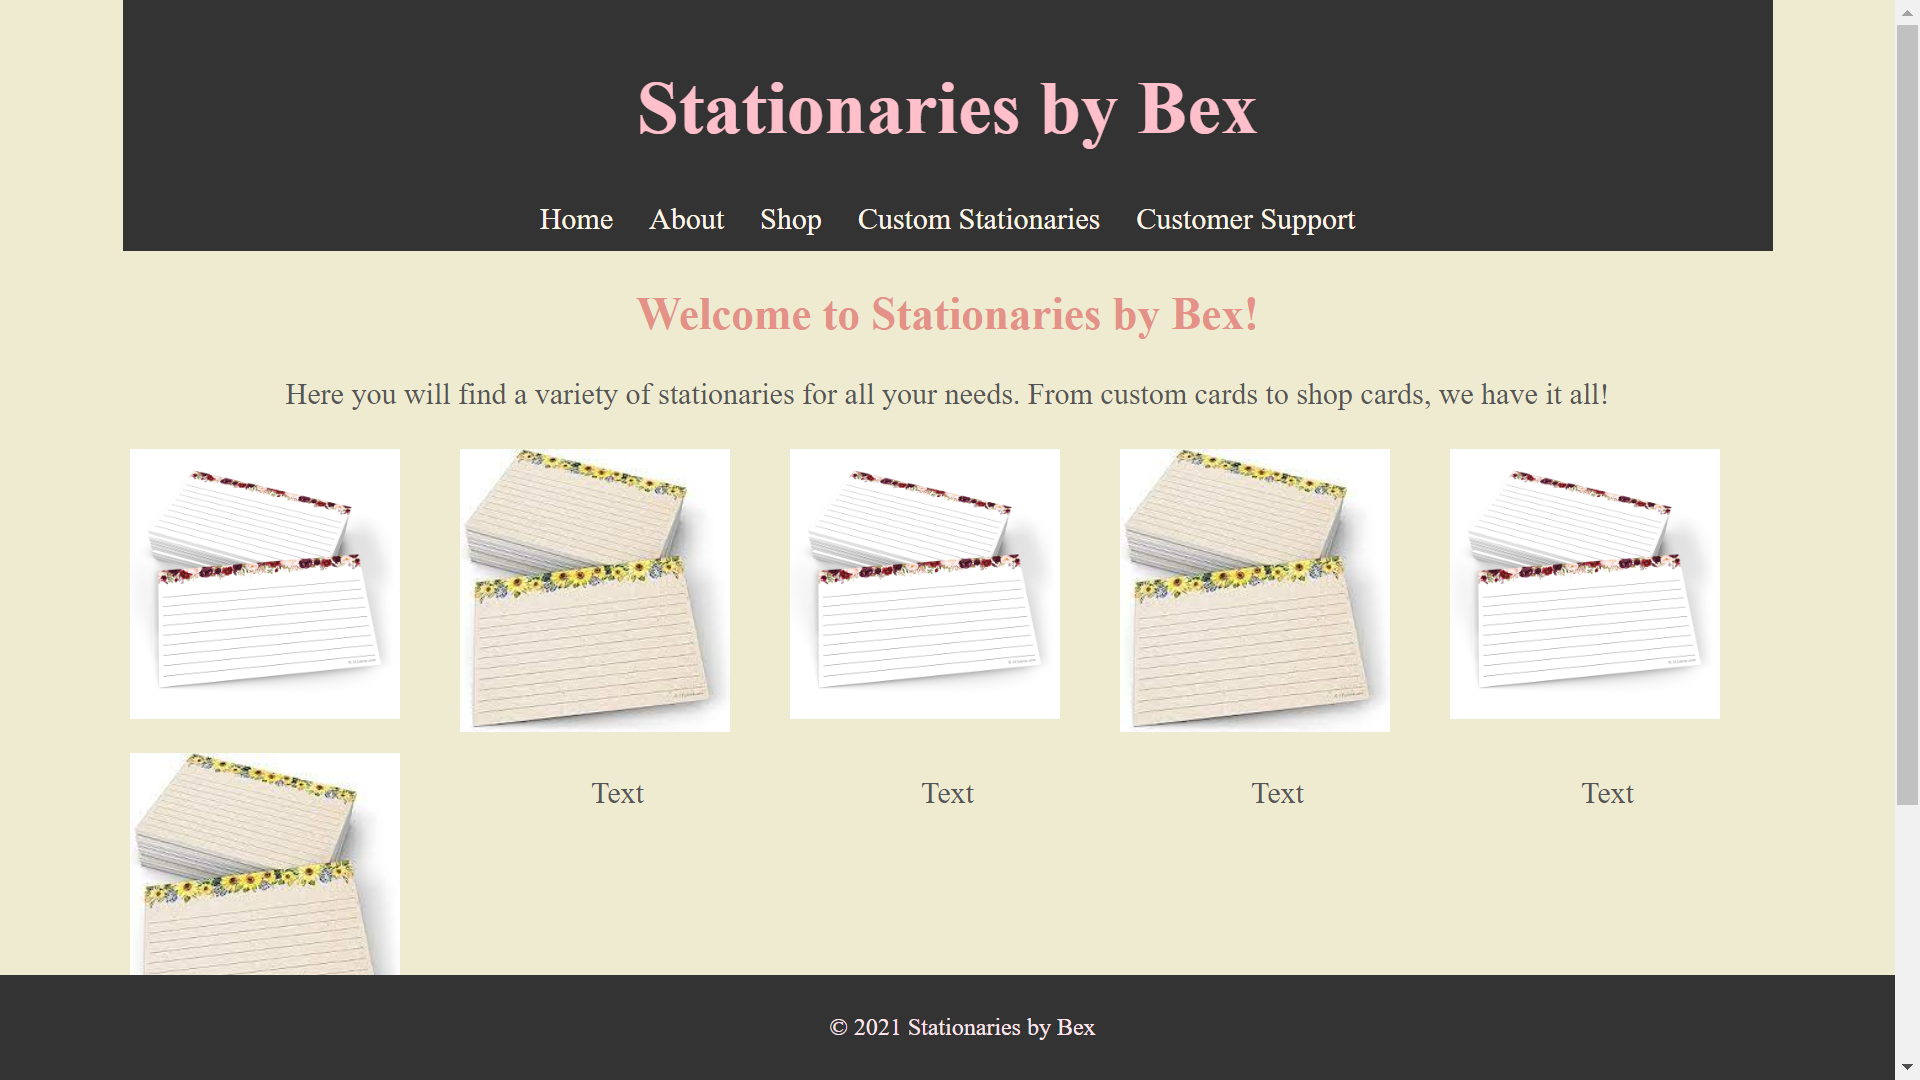 Stationaries by Bex
Home About Shop Custom Stationaries Customer Support
Welcome to Stationaries by Bex!
Here you will find a variety of stationaries for all your needs. From custom cards to shop cards, we have it all!
Text Text Text Text
© 2021 Stationaries by Bex